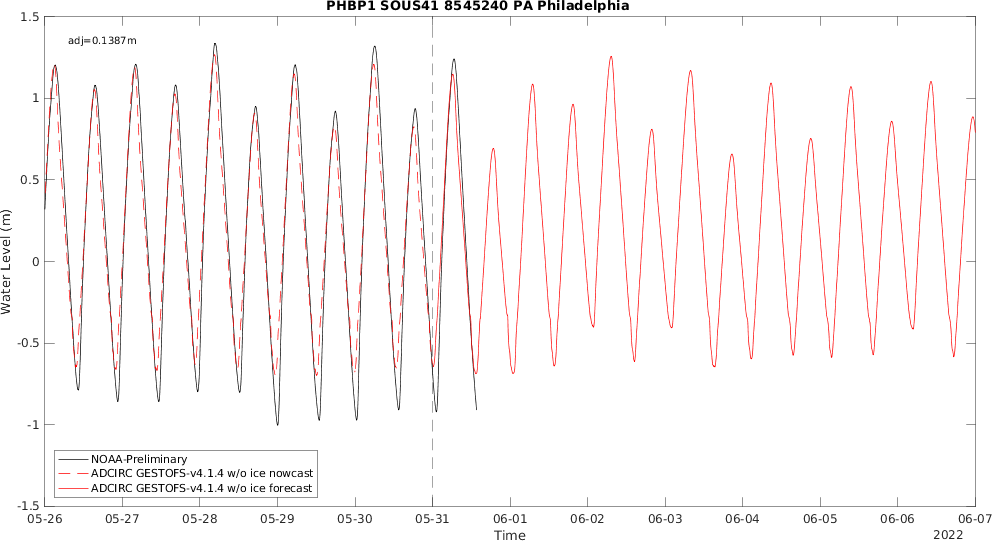 PHBP1 SOUS41 8545240 PA Philadelphia
1.5
adj=0.1387m
1
0.5
0
-0.5
-1
-1.5
Water Level (m)
NOAA-Preliminary
ADCIRC GESTOFS-v4.1.4 w/o ice nowcast
ADCIRC GESTOFS-v4.1.4 w/o ice forecast
05-26 05-27 05-28 05-29 05-30 05-31 06-01 06-02 06-03 06-04 06-05 06-06 06-07
Time
2022